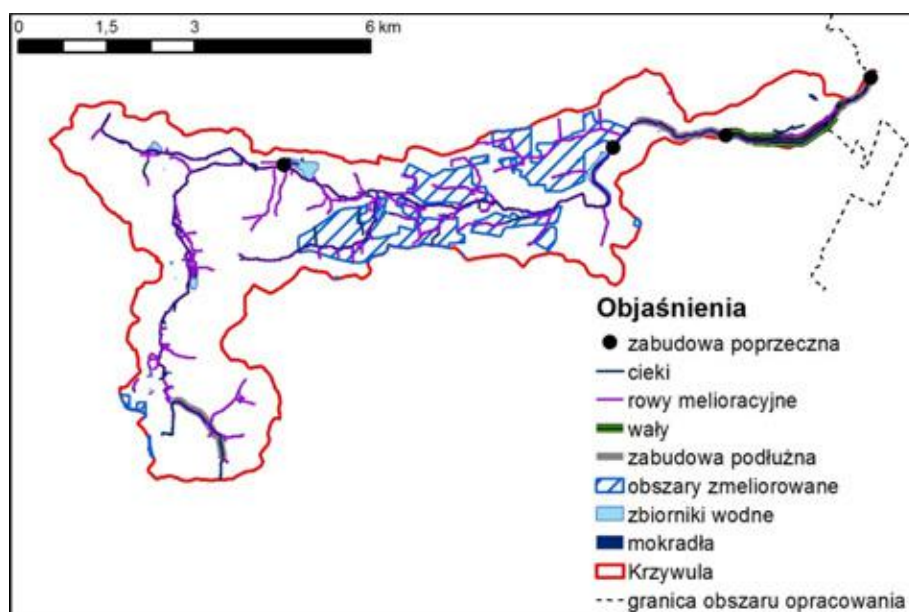 0 1,5 3 6 km
Objaśnienia
zabudowa poprzeczna
cieki
rowy melioracyjne
wały
zabudowa podłużna
obszary zmeliorowane
zbiorniki wodne
mokradła
Krzywula
granica obszaru opracowania